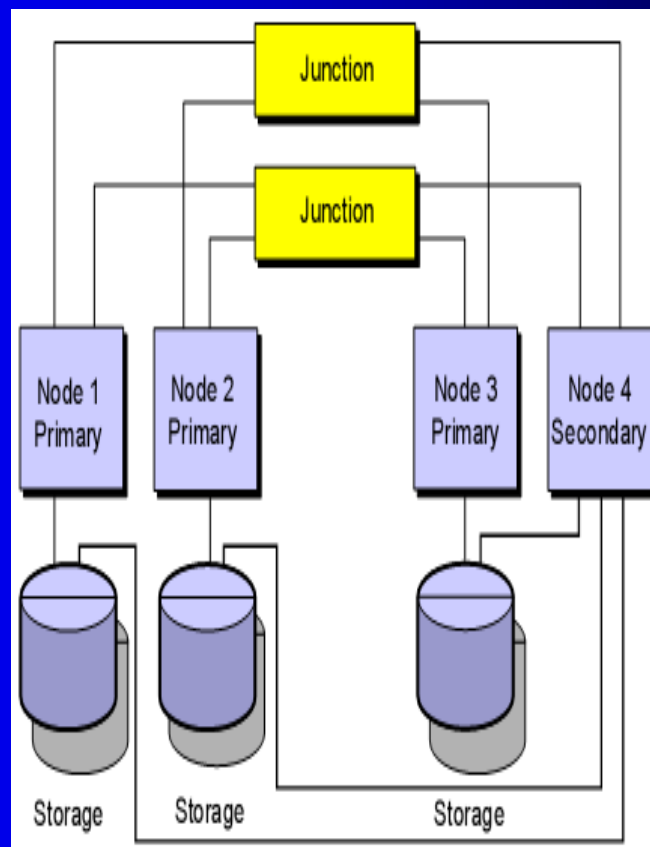 Junction
Junction
Node 1
Primary
Node 2
Primary
Node 3
Primary
Node 4
Secondary
Storage
Storage
Storage